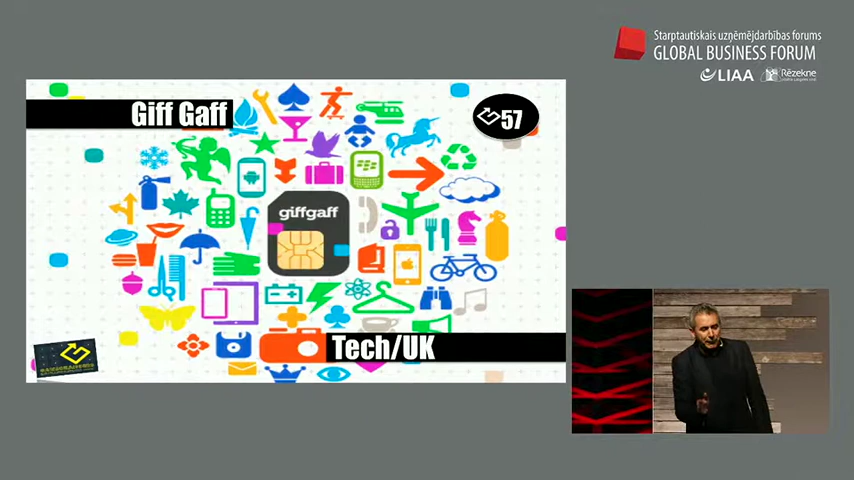 Starptautiskais uzņēmējdarbības forums
GLOBAL BUSINESS FORUM
LIAA
Rēzekne
Giff Gaff
57
giffgaff
Tech/UK